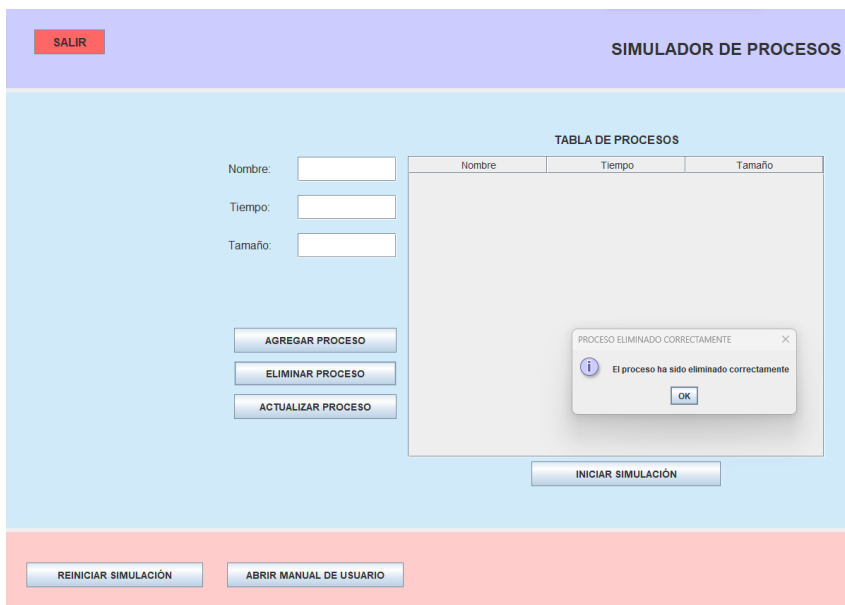 SALIR
SIMULADOR DE PROCESOS
TABLA DE PROCESOS
Nombre:
Tiempo:
Tamaño:
Nombre Tiempo Tamaño
AGREGAR PROCESO
ELIMINAR PROCESO
ACTUALIZAR PROCESO
PROCESO ELIMINADO CORRECTAMENTE
i
El proceso ha sido eliminado correctamente
OK
INICIAR SIMULACIÓN
REINICIAR SIMULACIÓN
ABRIR MANUAL DE USUARIO